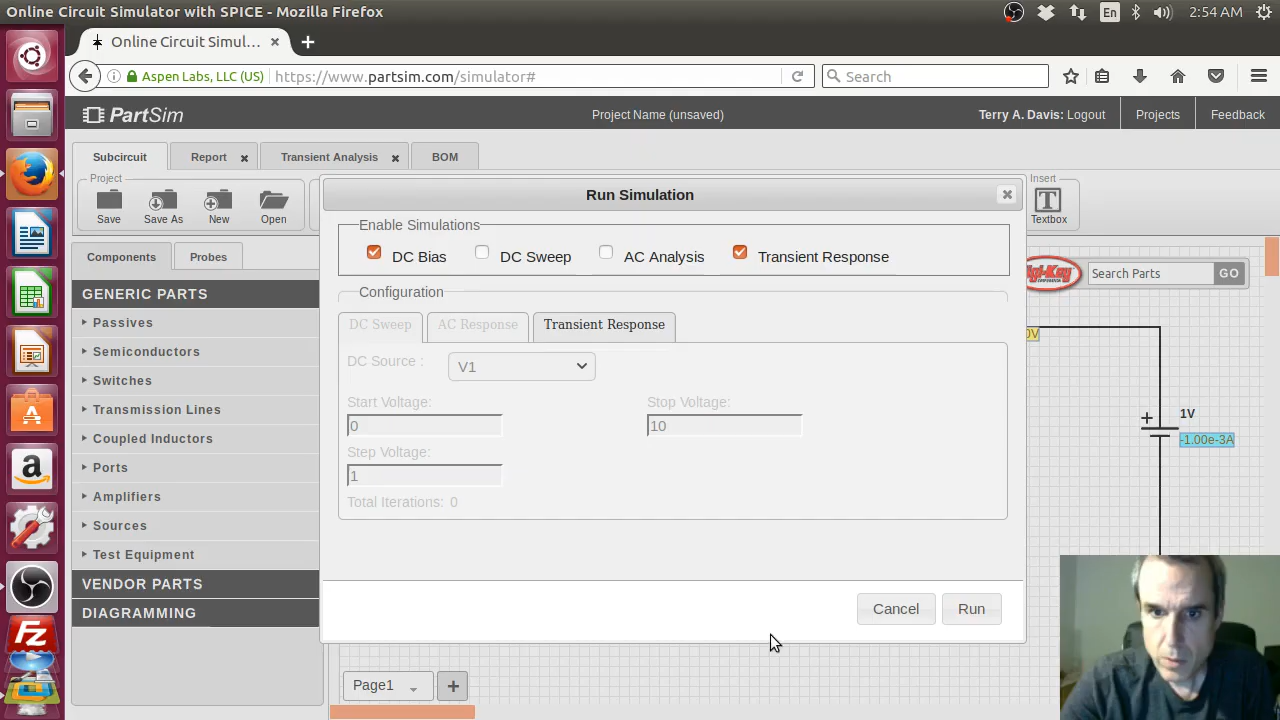 Online Circuit Simulator with SPICE - Mozilla Firefox
En
2:54 AM
Online Circuit Simul...
Aspen Labs, LLC (US)
https://www.partsim.com/simulator#
Search
PartSim
Project Name (unsaved)
Terry A. Davis: Logout
Projects
Feedback
Subcircuit
Report
Transient Analysis
BOM
Project
Save
Save As
New
Open
Insert
T
Textbox
Run Simulation
Enable Simulations
DC Bias
DC Sweep
AC Analysis
Transient Response
Configuration
DC Sweep
AC Response
Transient Response
DC Source :
V1
Start Voltage:
Stop Voltage:
0
10
Step Voltage:
1
Total Iterations: 0
Cancel
Run
Components
Probes
GENERIC PARTS
Passives
Semiconductors
Switches
Transmission Lines
Coupled Inductors
Ports
Amplifiers
Sources
Test Equipment
VENDOR PARTS
DIAGRAMMING
Search Parts
GO
0V
+
1V
-1.00e-3A
Page1
+
a
Fz